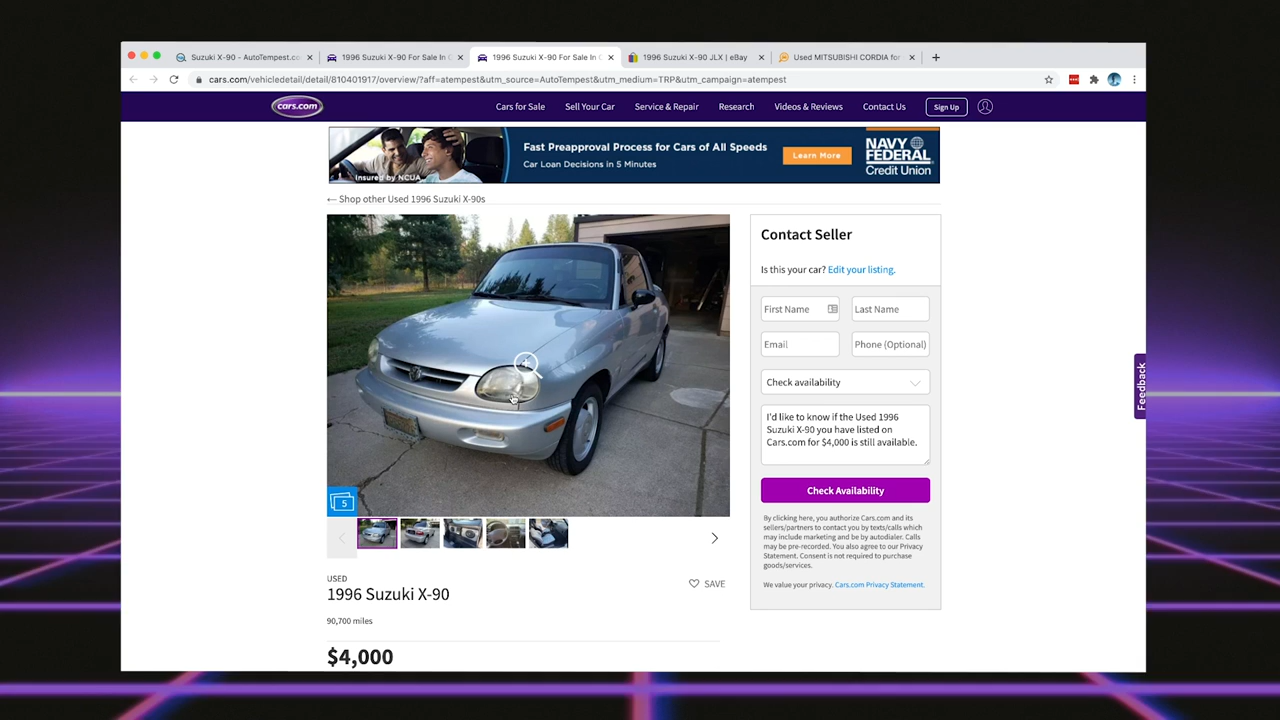 Suzuki X-90 - AutoTempest.co
1996 Suzuki X-90 For Sale In C
1996 Suzuki X-90 For Sale In C
1996 Suzuki X-90 JLX | eBay
Used MITSUBISHI CORDIA for
cars.com/vehicledetail/detail/810401917/overview/?aff=atempest&utm_source=AutoTempest&utm_medium=TRP&utm_campaign=atempest
cars.com
Cars for Sale
Sell Your Car
Service & Repair
Research
Videos & Reviews
Contact Us
Sign Up
Insured by NCUA
Fast Preapproval Process for Cars of All Speeds
Car Loan Decisions in 5 Minutes
Learn More
NAVY
FEDERAL
Credit Union
← Shop other Used 1996 Suzuki X-90s
5
USED
1996 Suzuki X-90
SAVE
90,700 miles
$4,000
Contact Seller
Is this your car? Edit your listing.
First Name
Last Name
Email
Phone (Optional)
Check availability
I'd like to know if the Used 1996
Suzuki X-90 you have listed on
Cars.com for $4,000 is still available.
Check Availability
By clicking here, you authorize Cars.com and its
sellers/partners to contact you by texts/calls which
may include marketing and be by autodialer. Calls
may be pre-recorded. You also agree to our Privacy
Statement. Consent is not required to purchase
goods/services.
We value your privacy. Cars.com Privacy Statement.
Feedback